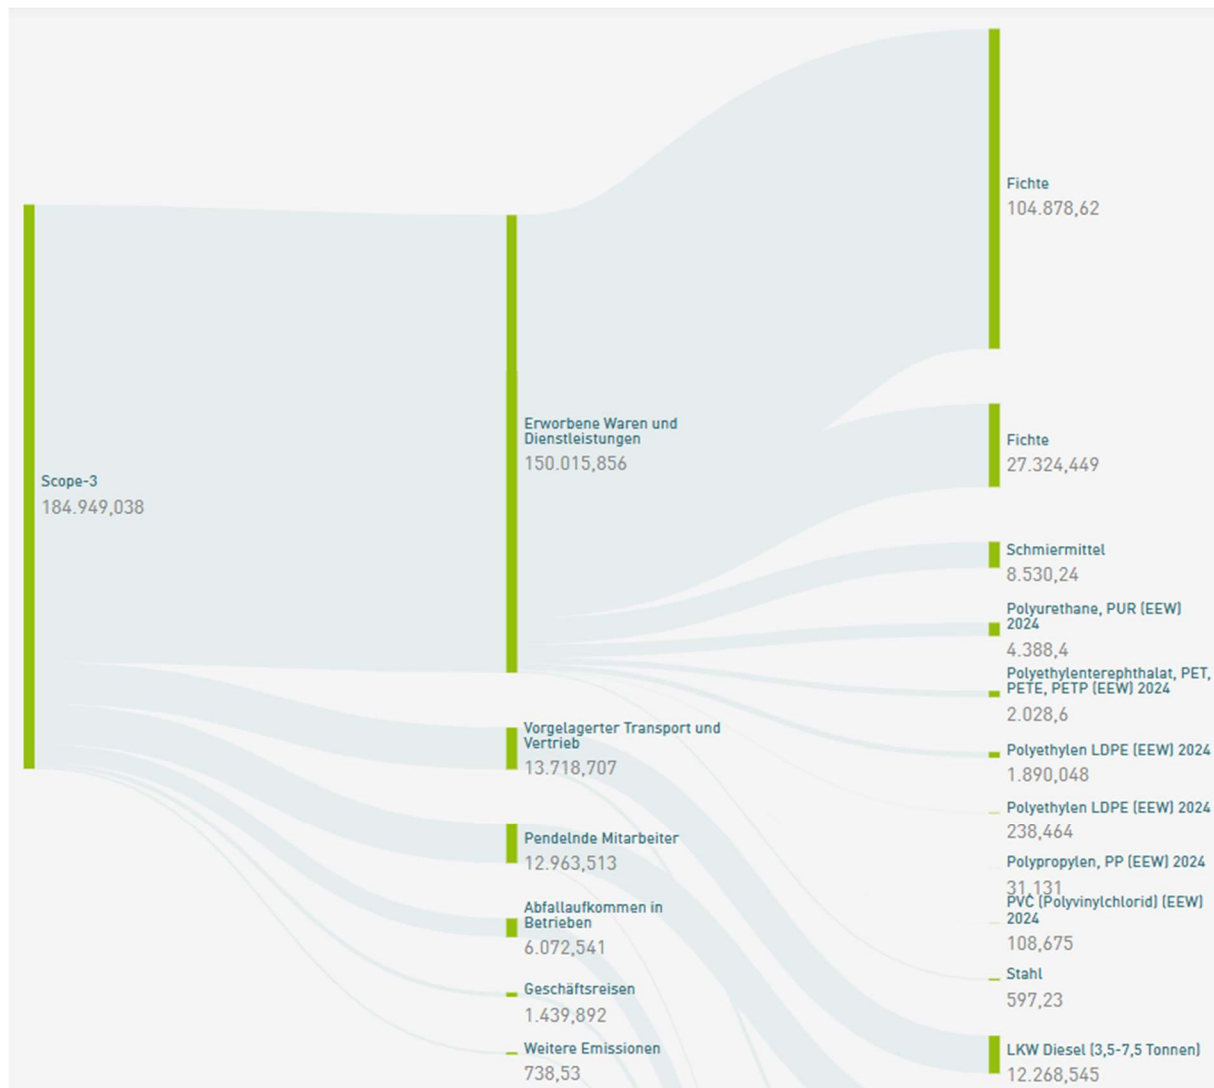 Scope-3
184.949,038
Erworbene Waren und
Dienstleistungen
150.015,856
Vorgelagerter Transport und
Vertrieb
13.718,707
Pendelnde Mitarbeiter
12.963,513
Abfallaufkommen in
Betrieben
6.072,541
Geschäftsreisen
1.439,892
Weitere Emissionen
738,53
Fichte
104.878,62
Fichte
27.324,449
Schmiermittel
8.530,24
Polyurethane, PUR (EEW)
2024
4.388,4
Polyethylenterephthalat, PET,
PETE, PETP (EEW) 2024
2.028,6
Polyethylen LDPE (EEW) 2024
1.890,048
Polyethylen LDPE (EEW) 2024
238,464
Polypropylen, PP (EEW) 2024
31,131
PVC (Polyvinylchlorid) (EEW)
2024
108,675
Stahl
597,23
LKW Diesel (3,5-7,5 Tonnen)
12.268,545